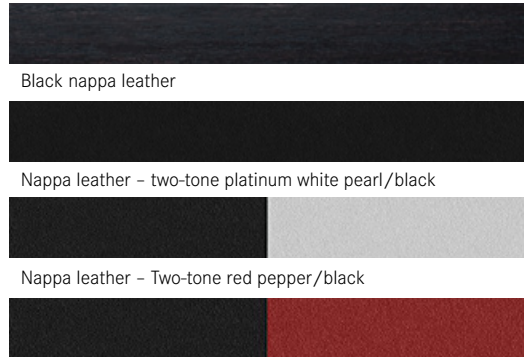 Black nappa leather
Nappa leather – two-tone platinum white pearl/black
Nappa leather – Two-tone red pepper/black